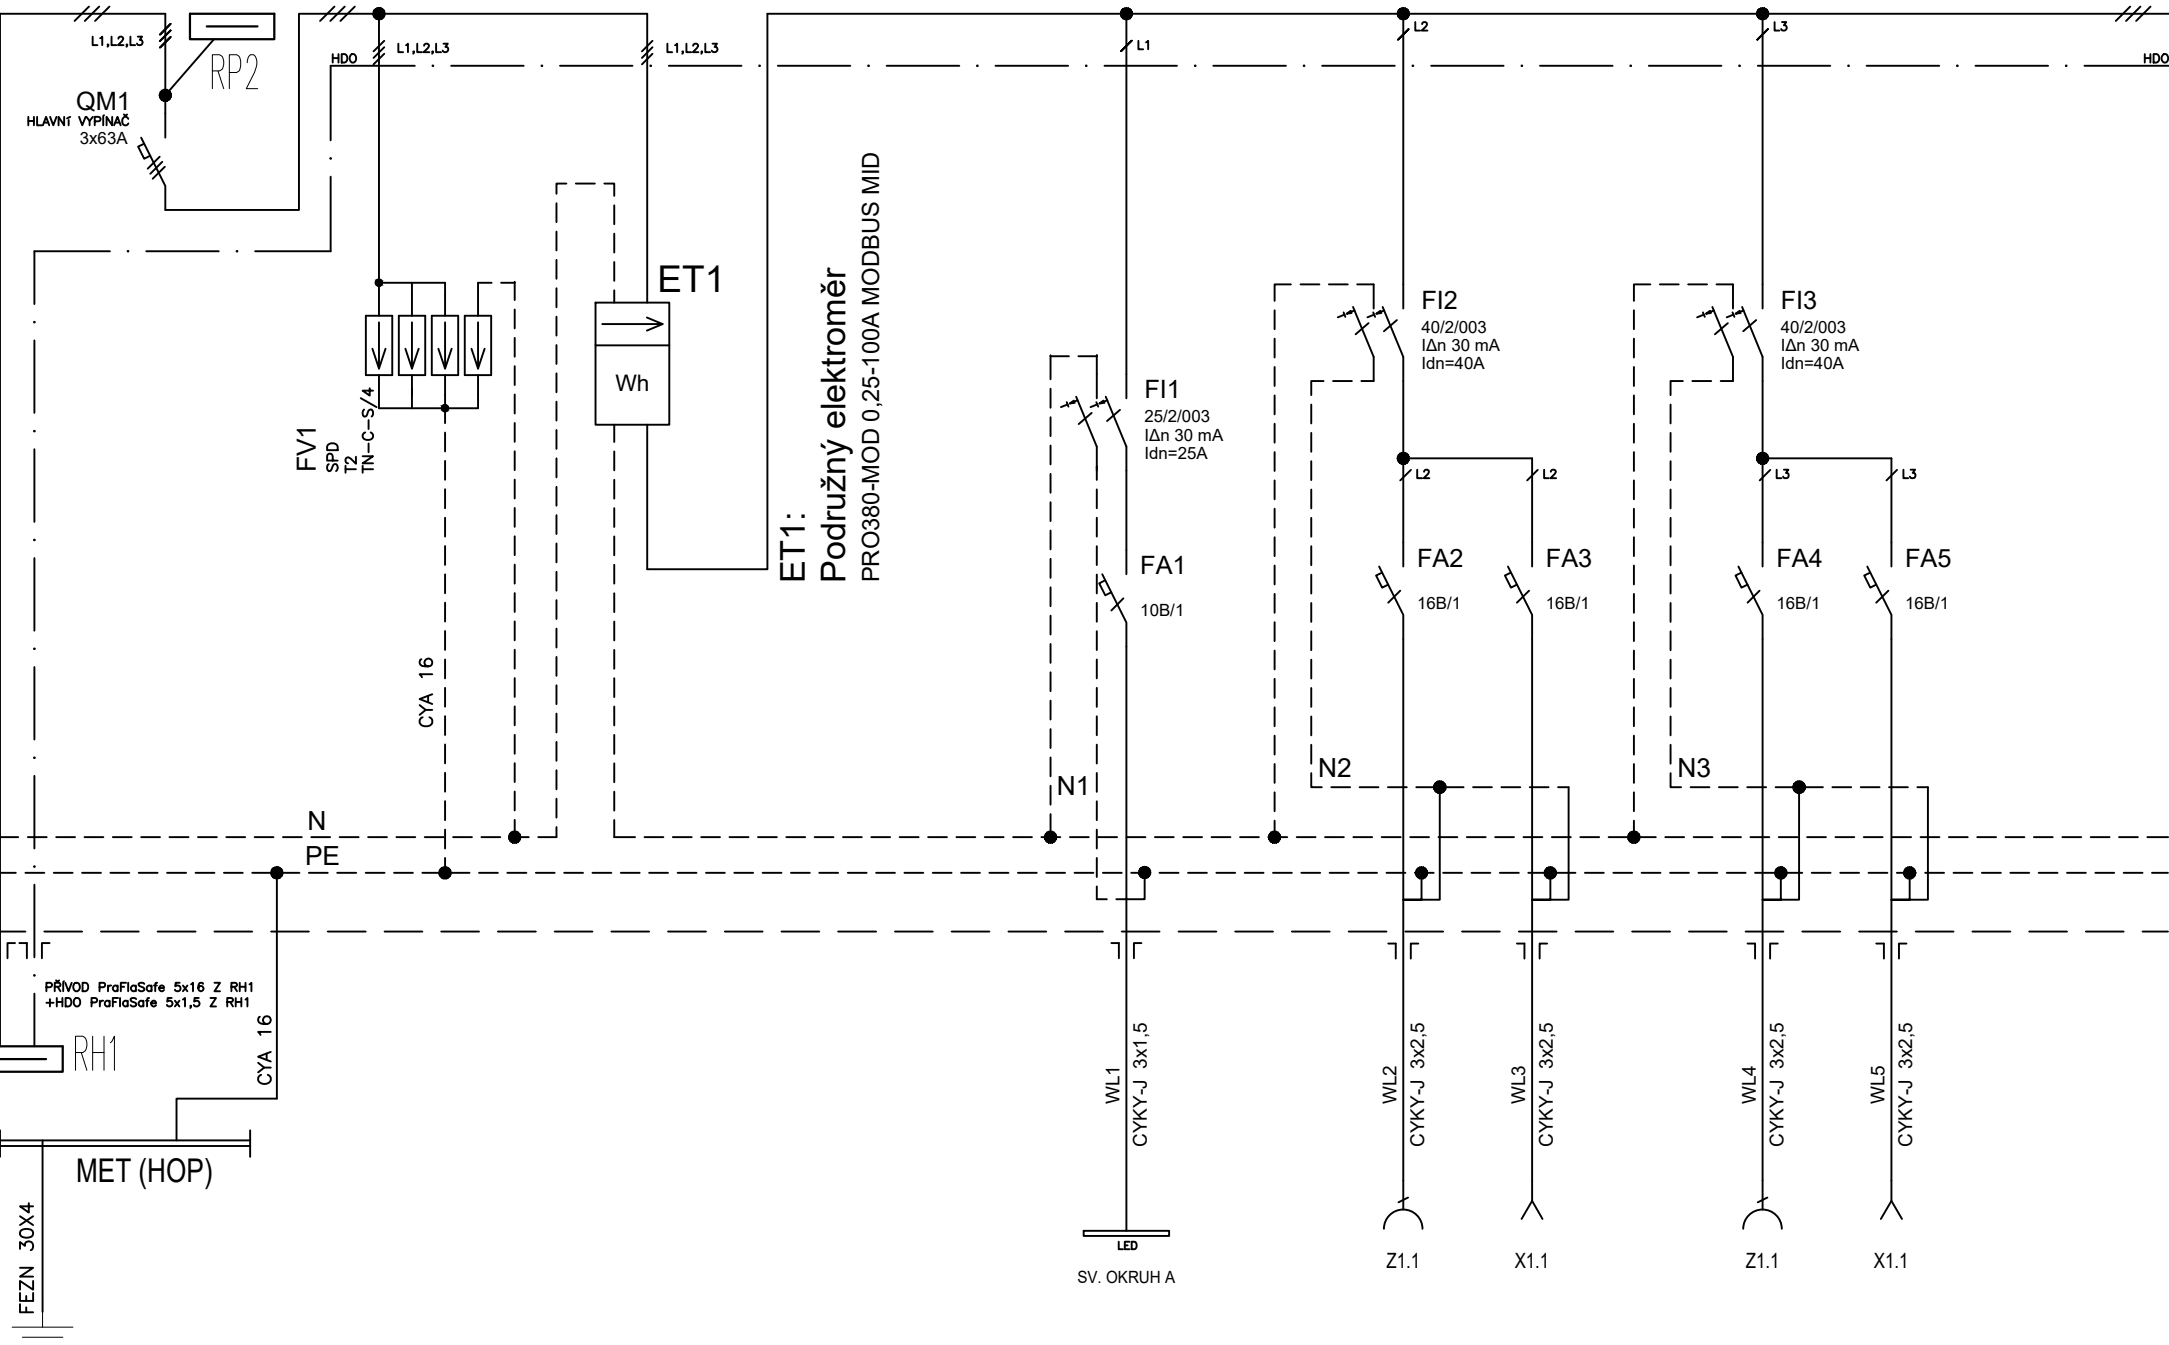 L1,L2,L3
RP2
QM1
HLAVNÍ VYPÍNAČ
3x63A
HDO
L1,L2,L3
L1,L2,L3
L1
L2
L3
HDO
FV1
SPD
T2
TN-C-S/4
ET1
Wh
ET1:
Podružný elektroměr
PRO380-MOD 0,25-100A MODBUS MID
FI1
25/2/003
IΔn 30 mA
Idn=25A
FI2
40/2/003
IΔn 30 mA
Idn=40A
FI3
40/2/003
IΔn 30 mA
Idn=40A
L2
L2
L3
L3
FA1
10B/1
FA2
16B/1
FA3
16B/1
FA4
16B/1
FA5
16B/1
CYA 16
N1
N2
N3
N
PE
PŘÍVOD PraFlaSafe 5x16 Z RH1
+HDO PraFlaSafe 5x1,5 Z RH1
RH1
CYA 16
MET (HOP)
FEZN 30X4
WL1
CYKY-J 3x1,5
WL2
CYKY-J 3x2,5
WL3
CYKY-J 3x2,5
WL4
CYKY-J 3x2,5
WL5
CYKY-J 3x2,5
LED
SV. OKRUH A
Z1.1
X1.1
Z1.1
X1.1